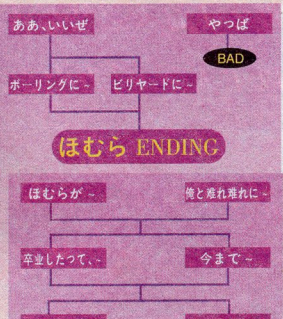 ああ、いいぜ
やっぱ
BAD
ボーリングに~
ビリヤードに~
ほむら ENDING
ほむらが~
俺と難れ難れに~
卒業したって、~
今まで~